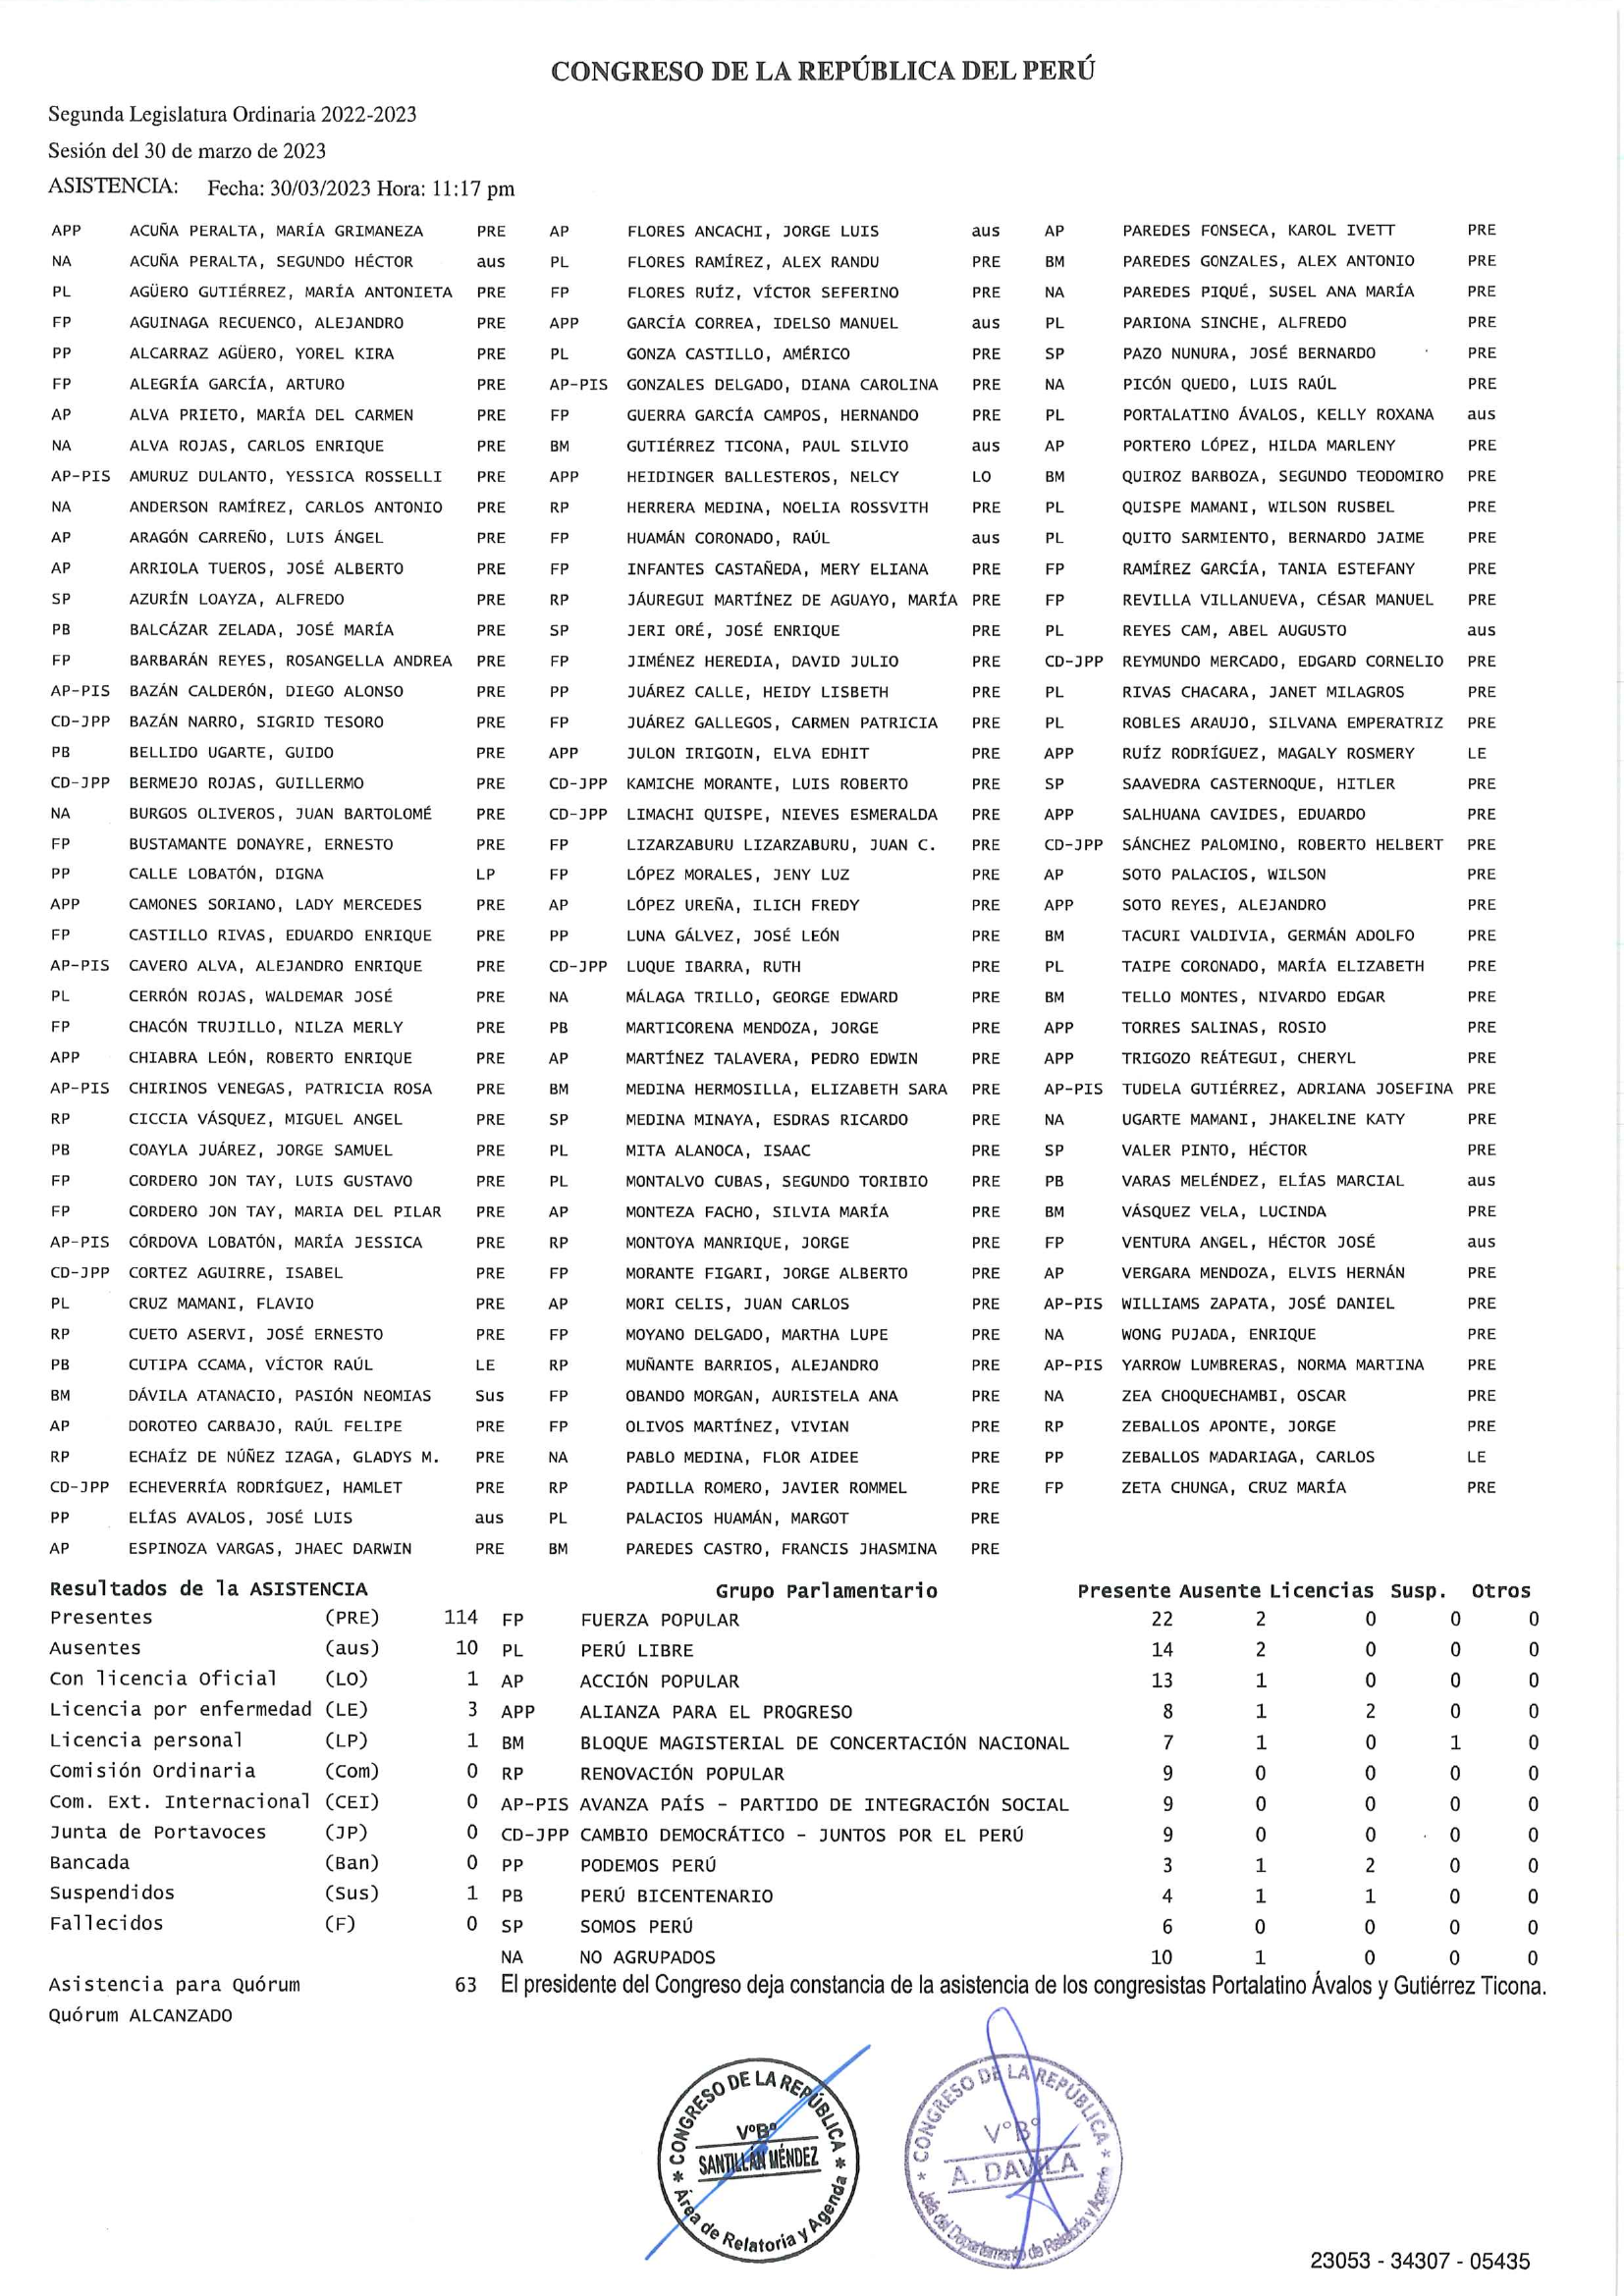 CONGRESO DE LA REPÚBLICA DEL PERÚ
Segunda Legislatura Ordinaria 2022-2023
Sesión del 30 de marzo de 2023
ASISTENCIA: Fecha: 30/03/2023 Hora: 11:17 pm
APP ACUÑA PERALTA, MARÍA GRIMANEZA PRE AP FLORES ANCACHI, JORGE LUIS aus AP PAREDES FONSECA, KAROL IVETT PRE
NA ACUÑA PERALTA, SEGUNDO HÉCTOR aus PL FLORES RAMÍREZ, ALEX RANDU PRE BM PAREDES GONZALES, ALEX ANTONIO PRE
PL AGÜERO GUTIÉRREZ, MARÍA ANTONIETA PRE FP FLORES RUÍZ, VÍCTOR SEFERINO PRE NA PAREDES PIQUÉ, SUSEL ANA MARÍA PRE
FP AGUINAGA RECUENCO, ALEJANDRO PRE APP GARCÍA CORREA, IDELSO MANUEL aus PL PARIONA SINCHE, ALFREDO PRE
PP ALCARRAZ AGÜERO, YOREL KIRA PRE PL GONZA CASTILLO, AMÉRICO PRE SP PAZO NUNURA, JOSÉ BERNARDO PRE
FP ALEGRÍA GARCÍA, ARTURO PRE AP-PIS GONZALES DELGADO, DIANA CAROLINA PRE NA PICÓN QUEDO, LUIS RAÚL PRE
AP ALVA PRIETO, MARÍA DEL CARMEN PRE FP GUERRA GARCÍA CAMPOS, HERNANDO PRE PL PORTALATINO ÁVALOS, KELLY ROXANA aus
NA ALVA ROJAS, CARLOS ENRIQUE PRE BM GUTIÉRREZ TICONA, PAUL SILVIO aus AP PORTERO LÓPEZ, HILDA MARLENY PRE
AP-PIS AMURUZ DULANTO, YESSICA ROSSELLI PRE APP HEIDINGER BALLESTEROS, NELCY LO BM QUIROZ BARBOZA, SEGUNDO TEODOMIRO PRE
NA ANDERSON RAMÍREZ, CARLOS ANTONIO PRE RP HERRERA MEDINA, NOELIA ROSSVITH PRE PL QUISPE MAMANI, WILSON RUSBEL PRE
AP ARAGÓN CARREÑO, LUIS ÁNGEL PRE FP HUAMÁN CORONADO, RAÚL aus PL QUITO SARMIENTO, BERNARDO JAIME PRE
AP ARRIOLA TUEROS, JOSÉ ALBERTO PRE FP INFANTES CASTAÑEDA, MERY ELIANA PRE FP RAMÍREZ GARCÍA, TANIA ESTEFANY PRE
SP AZURÍN LOAYZA, ALFREDO PRE RP JÁUREGUI MARTÍNEZ DE AGUAYO, MARÍA PRE FP REVILLA VILLANUEVA, CÉSAR MANUEL PRE
PB BALCÁZAR ZELADA, JOSÉ MARÍA PRE SP JERI ORÉ, JOSÉ ENRIQUE PRE PL REYES CAM, ABEL AUGUSTO aus
FP BARBARÁN REYES, ROSANGELLA ANDREA PRE FP JIMÉNEZ HEREDIA, DAVID JULIO PRE CD-JPP REYMUNDO MERCADO, EDGARD CORNELIO PRE
AP-PIS BAZÁN CALDERÓN, DIEGO ALONSO PRE PP JUÁREZ CALLE, HEIDY LISBETH PRE PL RIVAS CHACARA, JANET MILAGROS PRE
CD-JPP BAZÁN NARRO, SIGRID TESORO PRE FP JUÁREZ GALLEGOS, CARMEN PATRICIA PRE PL ROBLES ARAUJO, SILVANA EMPERATRIZ PRE
PB BELLIDO UGARTE, GUIDO PRE APP JULON IRIGOIN, ELVA EDHIT PRE APP RUÍZ RODRÍGUEZ, MAGALY ROSMERY LE
CD-JPP BERMEJO ROJAS, GUILLERMO PRE CD-JPP KAMICHE MORANTE, LUIS ROBERTO PRE SP SAAVEDRA CASTERNOQUE, HITLER PRE
NA BURGOS OLIVEROS, JUAN BARTOLOMÉ PRE CD-JPP LIMACHI QUISPE, NIEVES ESMERALDA PRE APP SALHUANA CAVIDES, EDUARDO PRE
FP BUSTAMANTE DONAYRE, ERNESTO PRE FP LIZARZABURU LIZARZABURU, JUAN C. PRE CD-JPP SÁNCHEZ PALOMINO, ROBERTO HELBERT PRE
PP CALLE LOBATÓN, DIGNA LP FP LÓPEZ MORALES, JENY LUZ PRE AP SOTO PALACIOS, WILSON PRE
APP CAMONES SORIANO, LADY MERCEDES PRE AP LÓPEZ UREÑA, ILICH FREDY PRE APP SOTO REYES, ALEJANDRO PRE
FP CASTILLO RIVAS, EDUARDO ENRIQUE PRE PP LUNA GÁLVEZ, JOSÉ LEÓN PRE BM TACURI VALDIVIA, GERMÁN ADOLFO PRE
AP-PIS CAVERO ALVA, ALEJANDRO ENRIQUE PRE CD-JPP LUQUE IBARRA, RUTH PRE PL TAIPE CORONADO, MARÍA ELIZABETH PRE
PL CERRÓN ROJAS, WALDEMAR JOSÉ PRE NA MÁLAGA TRILLO, GEORGE EDWARD PRE BM TELLO MONTES, NIVARDO EDGAR PRE
FP CHACÓN TRUJILLO, NILZA MERLY PRE PB MARTICORENA MENDOZA, JORGE PRE APP TORRES SALINAS, ROSIO PRE
APP CHIABRA LEÓN, ROBERTO ENRIQUE PRE AP MARTÍNEZ TALAVERA, PEDRO EDWIN PRE APP TRIGOZO REÁTEGUI, CHERYL PRE
AP-PIS CHIRINOS VENEGAS, PATRICIA ROSA PRE BM MEDINA HERMOSILLA, ELIZABETH SARA PRE AP-PIS TUDELA GUTIÉRREZ, ADRIANA JOSEFINA PRE
RP CICCIA VÁSQUEZ, MIGUEL ANGEL PRE SP MEDINA MINAYA, ESDRAS RICARDO PRE NA UGARTE MAMANI, JHAKELINE KATY PRE
PB COAYLA JUÁREZ, JORGE SAMUEL PRE PL MITA ALANOCA, ISAAC PRE SP VALER PINTO, HÉCTOR PRE
FP CORDERO JON TAY, LUIS GUSTAVO PRE PL MONTALVO CUBAS, SEGUNDO TORIBIO PRE PB VARAS MELÉNDEZ, ELÍAS MARCIAL aus
FP CORDERO JON TAY, MARIA DEL PILAR PRE AP MONTEZA FACHO, SILVIA MARÍA PRE BM VÁSQUEZ VELA, LUCINDA PRE
AP-PIS CÓRDOVA LOBATÓN, MARÍA JESSICA PRE RP MONTOYA MANRIQUE, JORGE PRE FP VENTURA ANGEL, HÉCTOR JOSÉ aus
CD-JPP CORTEZ AGUIRRE, ISABEL PRE FP MORANTE FIGARI, JORGE ALBERTO PRE AP VERGARA MENDOZA, ELVIS HERNÁN PRE
PL CRUZ MAMANI, FLAVIO PRE AP MORI CELIS, JUAN CARLOS PRE AP-PIS WILLIAMS ZAPATA, JOSÉ DANIEL PRE
RP CUETO ASERVI, JOSÉ ERNESTO PRE FP MOYANO DELGADO, MARTHA LUPE PRE NA WONG PUJADA, ENRIQUE PRE
PB CUTIPA CCAMA, VÍCTOR RAÚL LE RP MUÑANTE BARRIOS, ALEJANDRO PRE AP-PIS YARROW LUMBRERAS, NORMA MARTINA PRE
BM DÁVILA ATANACIO, PASIÓN NEOMIAS Sus FP OBANDO MORGAN, AURISTELA ANA PRE NA ZEA CHOQUECHAMBI, OSCAR PRE
AP DOROTEO CARBAJO, RAÚL FELIPE PRE FP OLIVOS MARTÍNEZ, VIVIAN PRE RP ZEBALLOS APONTE, JORGE PRE
RP ECHAÍZ DE NÚÑEZ IZAGA, GLADYS M. PRE NA PABLO MEDINA, FLOR AIDEE PRE PP ZEBALLOS MADARIAGA, CARLOS LE
CD-JPP ECHEVERRÍA RODRÍGUEZ, HAMLET PRE RP PADILLA ROMERO, JAVIER ROMMEL PRE FP ZETA CHUNGA, CRUZ MARÍA PRE
PP ELÍAS AVALOS, JOSÉ LUIS aus PL PALACIOS HUAMÁN, MARGOT PRE
AP ESPINOZA VARGAS, JHAEC DARWIN PRE BM PAREDES CASTRO, FRANCIS JHASMINA PRE
Resultados de la ASISTENCIA Grupo Parlamentario Presente Ausente Licencias Susp. Otros
Presentes (PRE) 114 FP FUERZA POPULAR 22 2 0 0 0
Ausentes (aus) 10 PL PERÚ LIBRE 14 2 0 0 0
Con licencia Oficial (LO) 1 AP ACCIÓN POPULAR 13 1 0 0 0
Licencia por enfermedad (LE) 3 APP ALIANZA PARA EL PROGRESO 8 1 2 0 0
Licencia personal (LP) 1 BM BLOQUE MAGISTERIAL DE CONCERTACIÓN NACIONAL 7 1 0 1 0
Comisión Ordinaria (Com) 0 RP RENOVACIÓN POPULAR 9 0 0 0 0
Com. Ext. Internacional (CEI) 0 AP-PIS AVANZA PAÍS - PARTIDO DE INTEGRACIÓN SOCIAL 9 0 0 0 0
Junta de Portavoces (JP) 0 CD-JPP CAMBIO DEMOCRÁTICO - JUNTOS POR EL PERÚ 9 0 0 0 0
Bancada (Ban) 0 PP PODEMOS PERÚ 3 1 2 0 0
Suspendidos (Sus) 1 PB PERÚ BICENTENARIO 4 1 1 0 0
Fallecidos (F) 0 SP SOMOS PERÚ 6 0 0 0 0
NA NO AGRUPADOS 10 1 0 0 0
Asistencia para Quórum 63 El presidente del Congreso deja constancia de la asistencia de los congresistas Portalatino Ávalos y Gutiérrez Ticona.
Quórum ALCANZADO
CONGRESO DE LA REPÚBLICA
V°B°
SANTILLÁN MÉNDEZ
Área de Relatoría y Agenda
CONGRESO DE LA REPÚBLICA
V°B°
A. DAVILA
Jefa del Departamento de Relatoría y Agenda
23053 - 34307 - 05435